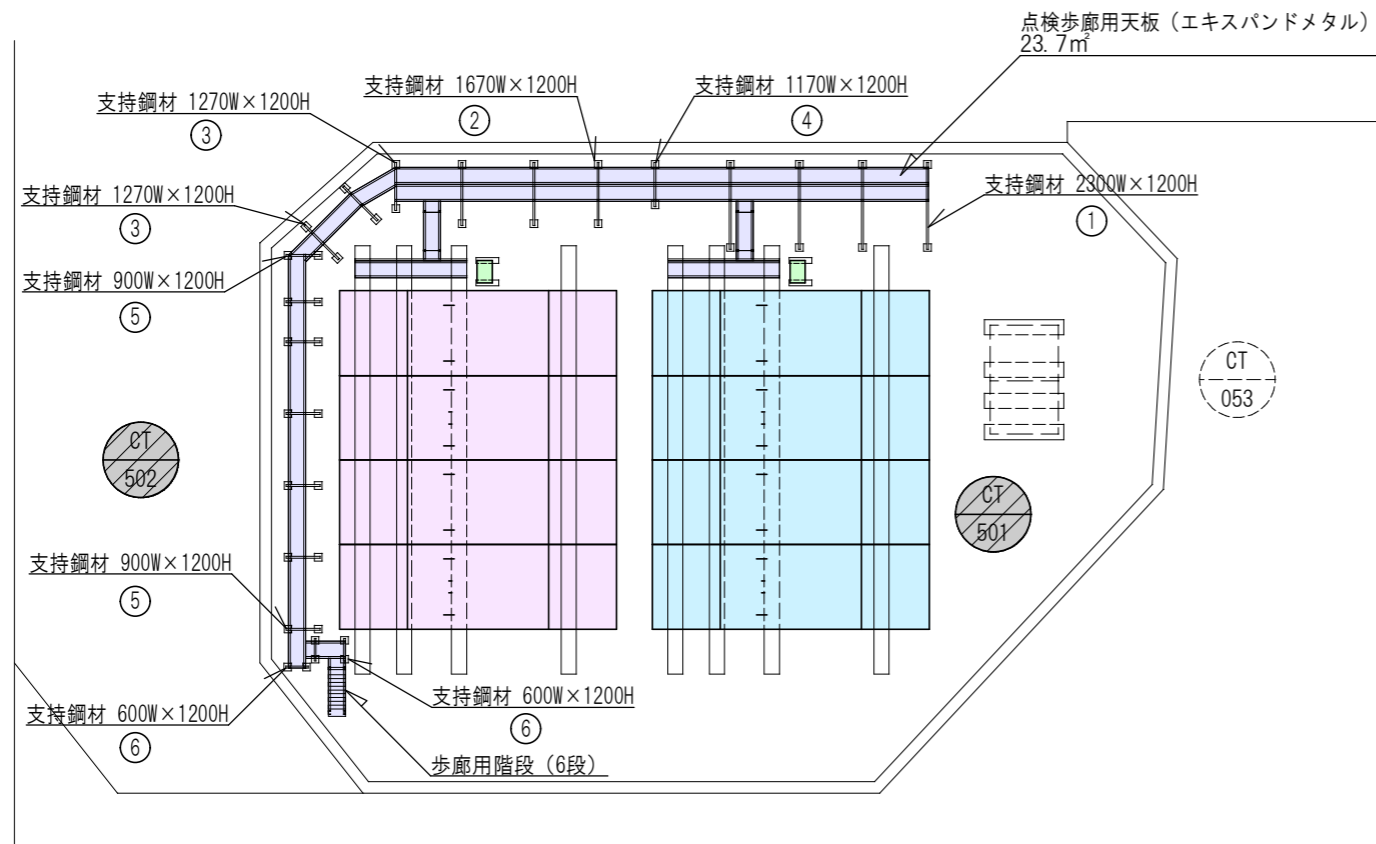 点検歩廊用天板（エキスパンドメタル）
23.7㎡
支持鋼材 1670W×1200H
②
支持鋼材 1170W×1200H
④
支持鋼材 1270W×1200H
③
支持鋼材 2300W×1200H
①
支持鋼材 1270W×1200H
③
支持鋼材 900W×1200H
⑤
CT
053
CT
502
CT
501
支持鋼材 900W×1200H
⑤
支持鋼材 600W×1200H
⑥
支持鋼材 600W×1200H
⑥
歩廊用階段（6段）